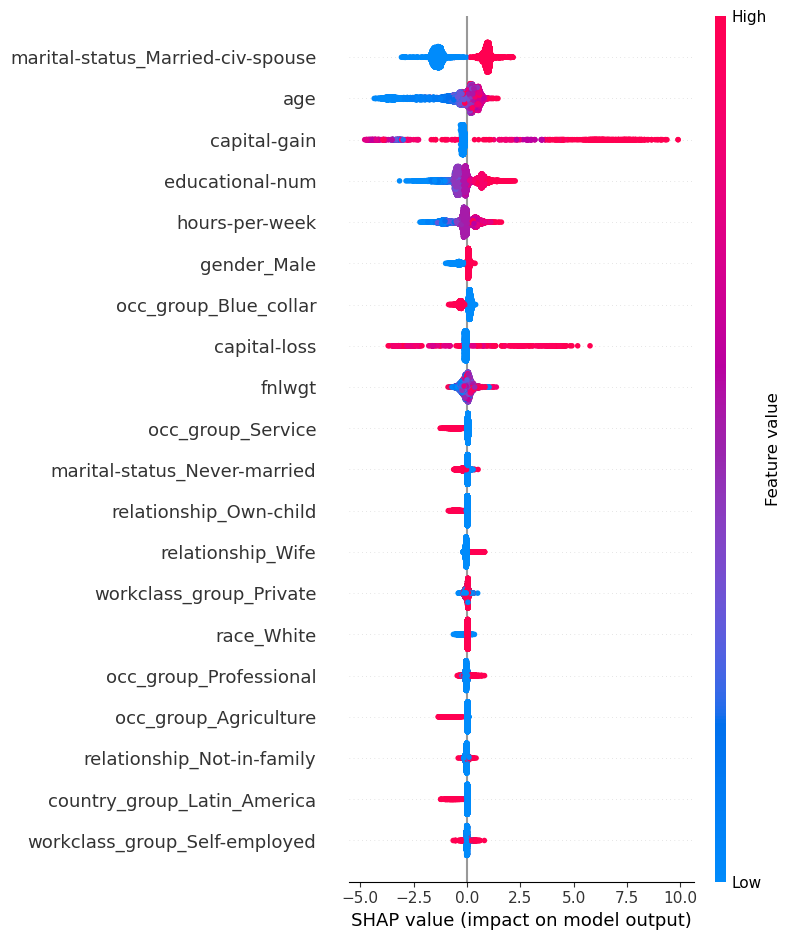 High
marital-status_Married-civ-spouse
age
capital-gain
educational-num
hours-per-week
gender_Male
occ_group_Blue_collar
capital-loss
fnlwgt
occ_group_Service
marital-status_Never-married
relationship_Own-child
relationship_Wife
workclass_group_Private
race_White
occ_group_Professional
occ_group_Agriculture
relationship_Not-in-family
country_group_Latin_America
workclass_group_Self-employed
Feature value
Low
−5.0 −2.5 0.0 2.5 5.0 7.5 10.0
SHAP value (impact on model output)